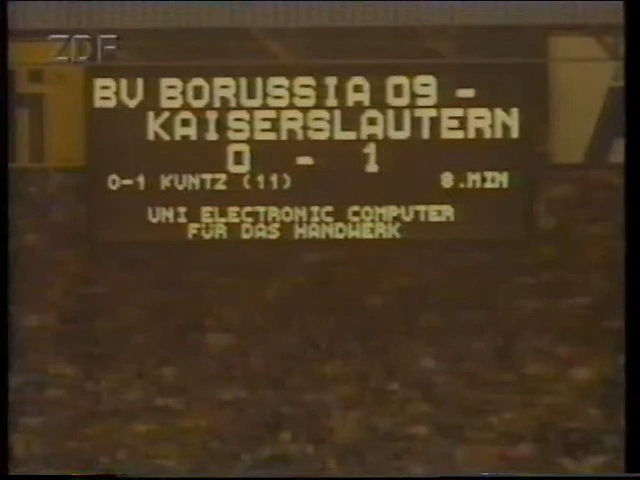 ZDF
BV BORUSSIA 09 -
KAISERSLAUTERN
0 - 1
0-1 KUNTZ (11) 8.MIN
UNI ELECTRONIC COMPUTER
FÜR DAS HANDWERK